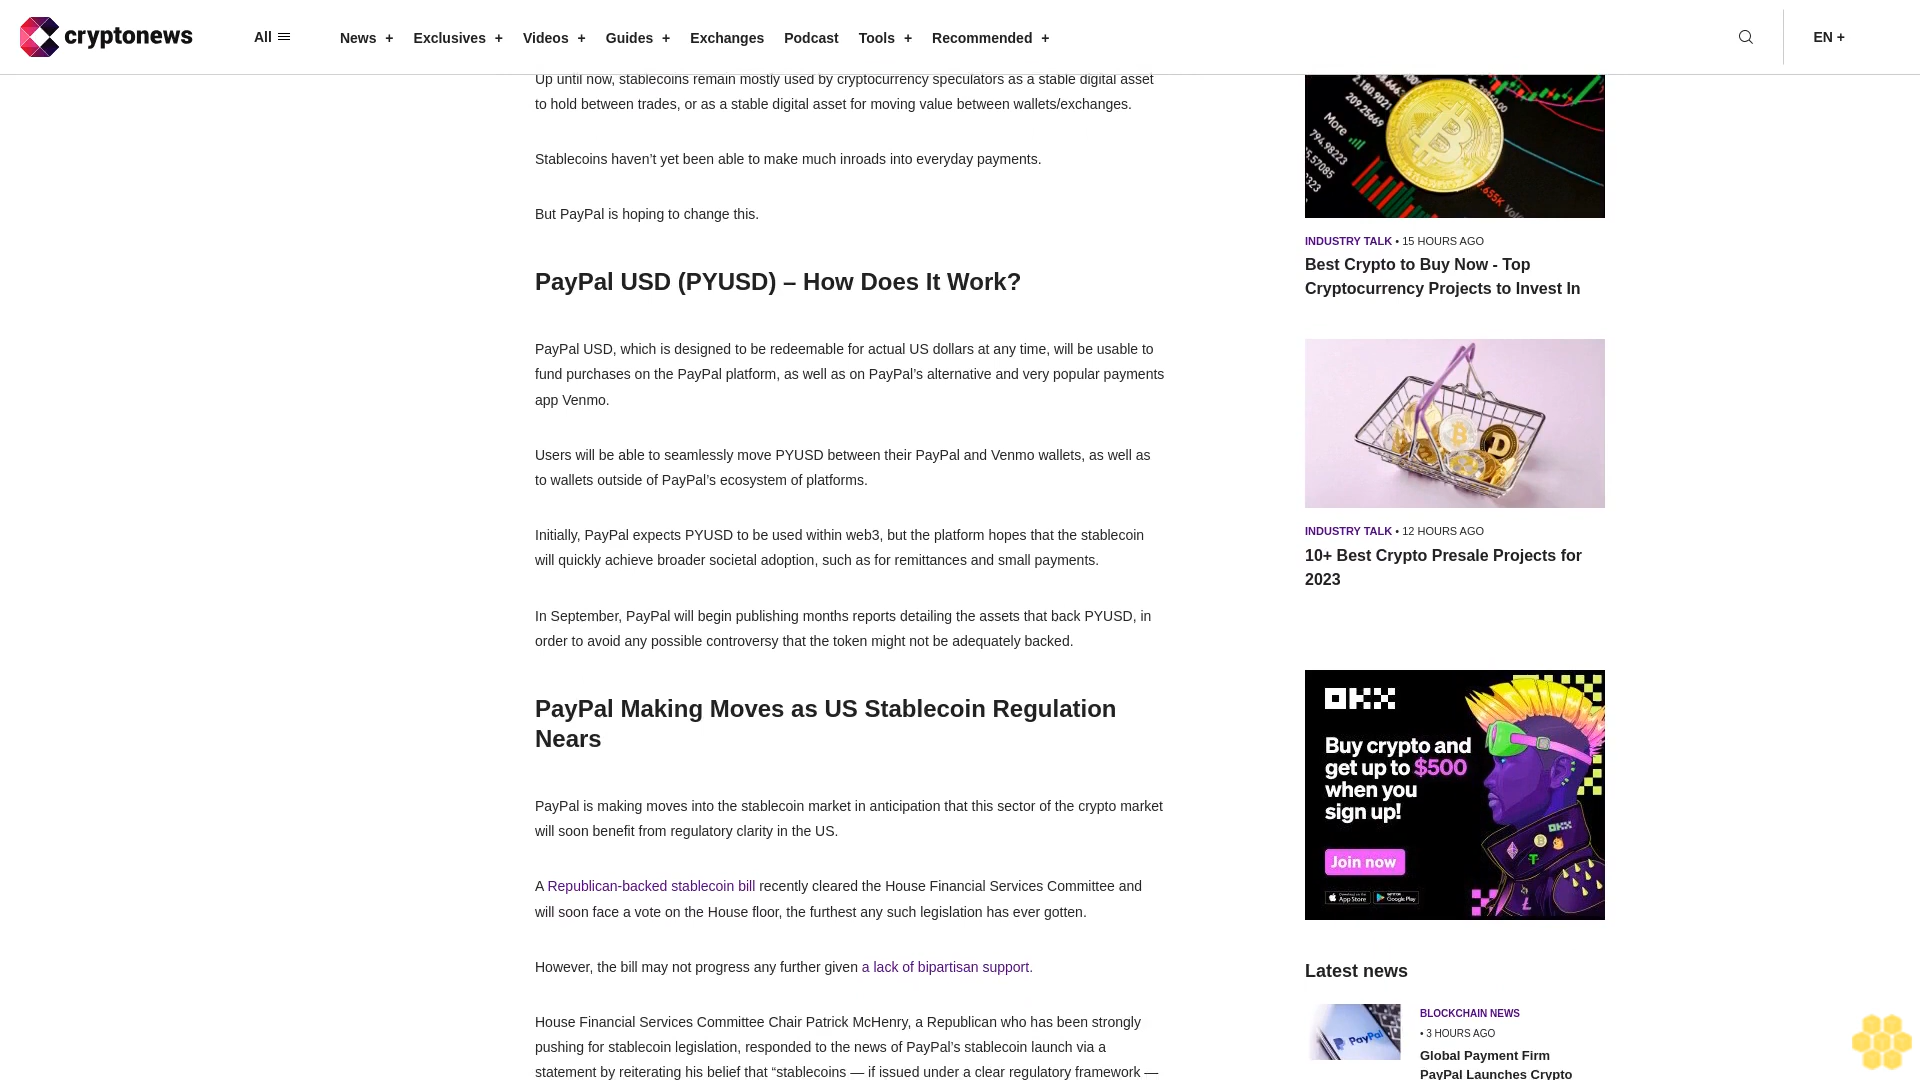 cryptonews
All
News +
Exclusives +
Videos +
Guides +
Exchanges
Podcast
Tools +
Recommended +
EN +
Up until now, stablecoins remain mostly used by cryptocurrency speculators as a stable digital asset
to hold between trades, or as a stable digital asset for moving value between wallets/exchanges.
Stablecoins haven’t yet been able to make much inroads into everyday payments.
But PayPal is hoping to change this.
PayPal USD (PYUSD) – How Does It Work?
PayPal USD, which is designed to be redeemable for actual US dollars at any time, will be usable to
fund purchases on the PayPal platform, as well as on PayPal’s alternative and very popular payments
app Venmo.
Users will be able to seamlessly move PYUSD between their PayPal and Venmo wallets, as well as
to wallets outside of PayPal’s ecosystem of platforms.
Initially, PayPal expects PYUSD to be used within web3, but the platform hopes that the stablecoin
will quickly achieve broader societal adoption, such as for remittances and small payments.
In September, PayPal will begin publishing months reports detailing the assets that back PYUSD, in
order to avoid any possible controversy that the token might not be adequately backed.
PayPal Making Moves as US Stablecoin Regulation
Nears
PayPal is making moves into the stablecoin market in anticipation that this sector of the crypto market
will soon benefit from regulatory clarity in the US.
A Republican-backed stablecoin bill recently cleared the House Financial Services Committee and
will soon face a vote on the House floor, the furthest any such legislation has ever gotten.
However, the bill may not progress any further given a lack of bipartisan support.
House Financial Services Committee Chair Patrick McHenry, a Republican who has been strongly
pushing for stablecoin legislation, responded to the news of PayPal’s stablecoin launch via a
statement by reiterating his belief that “stablecoins — if issued under a clear regulatory framework —
2,180.9021
209.25669
More
794.98223
INDUSTRY TALK • 15 HOURS AGO
Best Crypto to Buy Now - Top
Cryptocurrency Projects to Invest In
INDUSTRY TALK • 12 HOURS AGO
10+ Best Crypto Presale Projects for
2023
OKX
Buy crypto and
get up to $500
when you
sign up!
Join now
App Store
Google Play
Latest news
PayPal
BLOCKCHAIN NEWS
• 3 HOURS AGO
Global Payment Firm
PayPal Launches Crypto